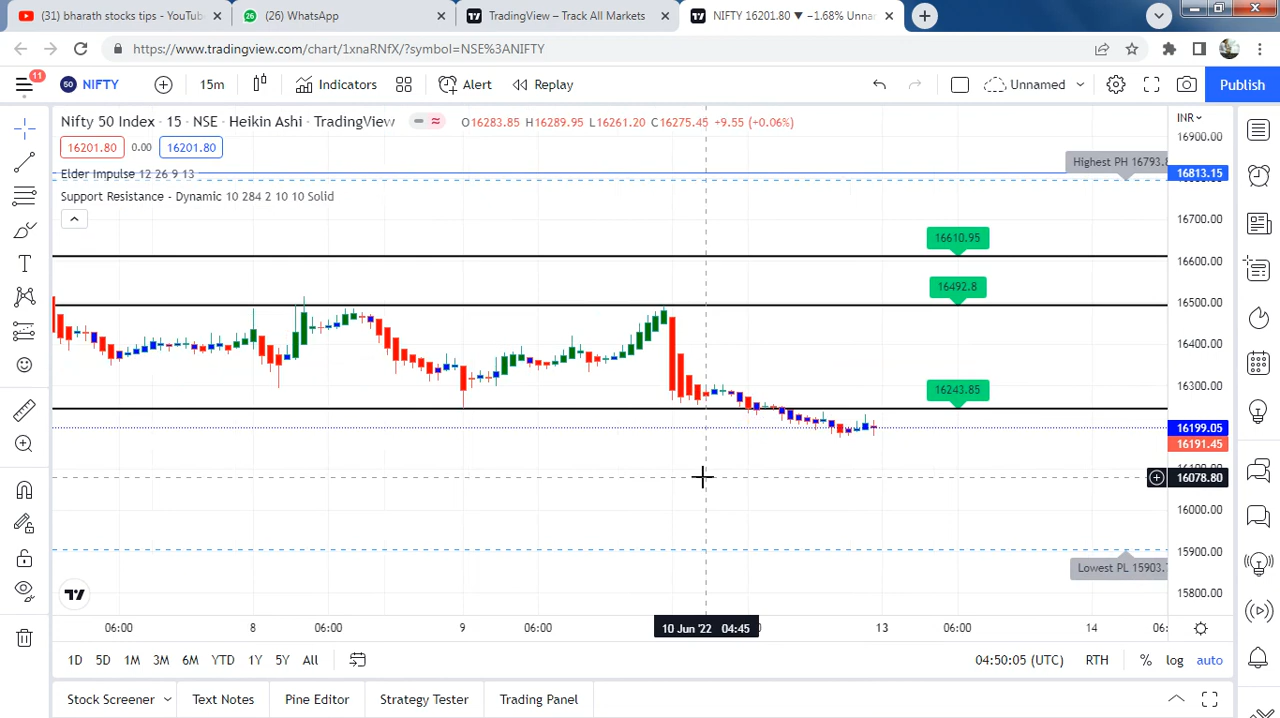 (31) bharath stocks tips - YouTub
(26) WhatsApp
TradingView – Track All Markets
NIFTY 16201.80 ▼ −1.68% Unnar
https://www.tradingview.com/chart/1xnaRNfX/?symbol=NSE%3ANIFTY
11
50 NIFTY
15m
Indicators
Alert
Replay
Unnamed
Publish
Nifty 50 Index · 15 · NSE · Heikin Ashi · TradingView
O16283.85 H16289.95 L16261.20 C16275.45 +9.55 (+0.06%)
INR
16900.00
16201.80 0.00 16201.80
Highest PH 16793.8
16813.15
Elder Impulse 12 26 9 13
Support Resistance - Dynamic 10 284 2 10 10 Solid
16700.00
16610.95
16600.00
16492.8
16500.00
16400.00
16300.00
16243.85
16199.05
16191.45
16078.80
16000.00
15900.00
Lowest PL 15903.
15800.00
06:00
8
06:00
9
06:00
10 Jun '22 04:45
13
06:00
14
06:
1D 5D 1M 3M 6M YTD 1Y 5Y All
04:50:05 (UTC)
RTH
%
log
auto
Stock Screener
Text Notes
Pine Editor
Strategy Tester
Trading Panel